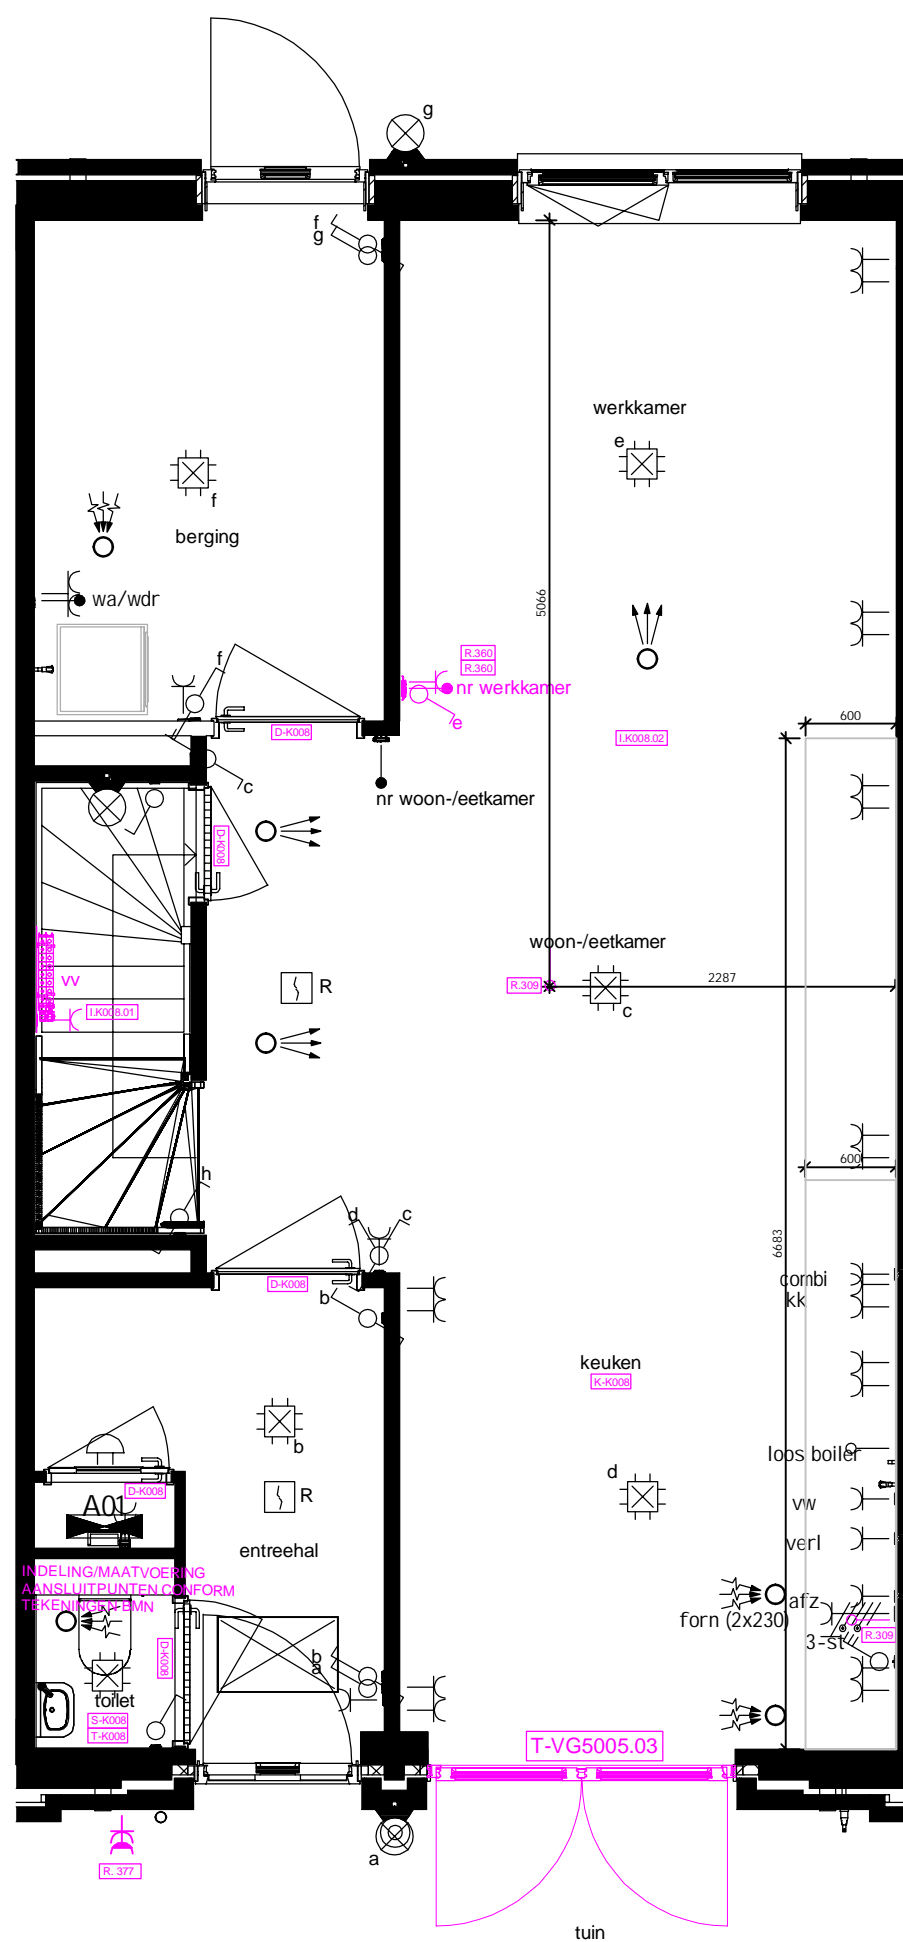 g
f
g
werkkamer
e
f
berging
5066
wa/wdr
R.360
R.360
nr werkkamer
e
f
D-K008
I.K008.02
600
c
nr woon-/eetkamer
D-K008
woon-/eetkamer
vv
R.309
2287
R
c
I.K008.01
600
h
d
c
6683
D-K008
b
combi
kk
keuken
K-K008
b
loos boiler
d
D-K008
R
A01
vw
verl
entreehal
INDELING/MAATVOERING
AANSLUITPUNTEN CONFORM
TEKENINGEN BMN
afz
forn (2x230)
3-st
R.309
D-K008
b
a
toilet
S-K008
T-K008
T-VG5005.03
a
R. 377
tuin